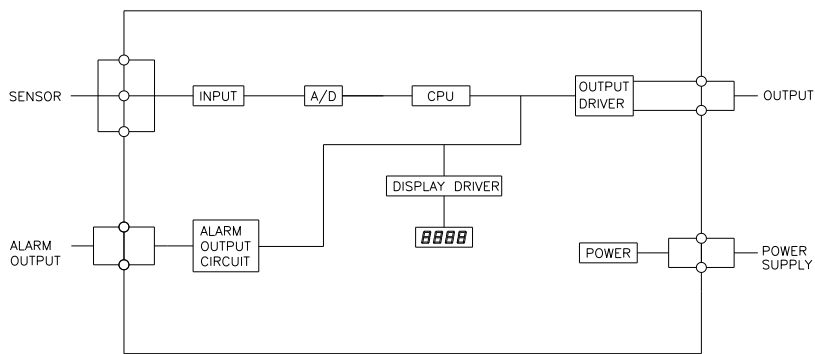 SENSOR
INPUT
A/D
CPU
OUTPUT
DRIVER
OUTPUT
DISPLAY DRIVER
8888
ALARM
OUTPUT
ALARM
OUTPUT
CIRCUIT
POWER
POWER
SUPPLY